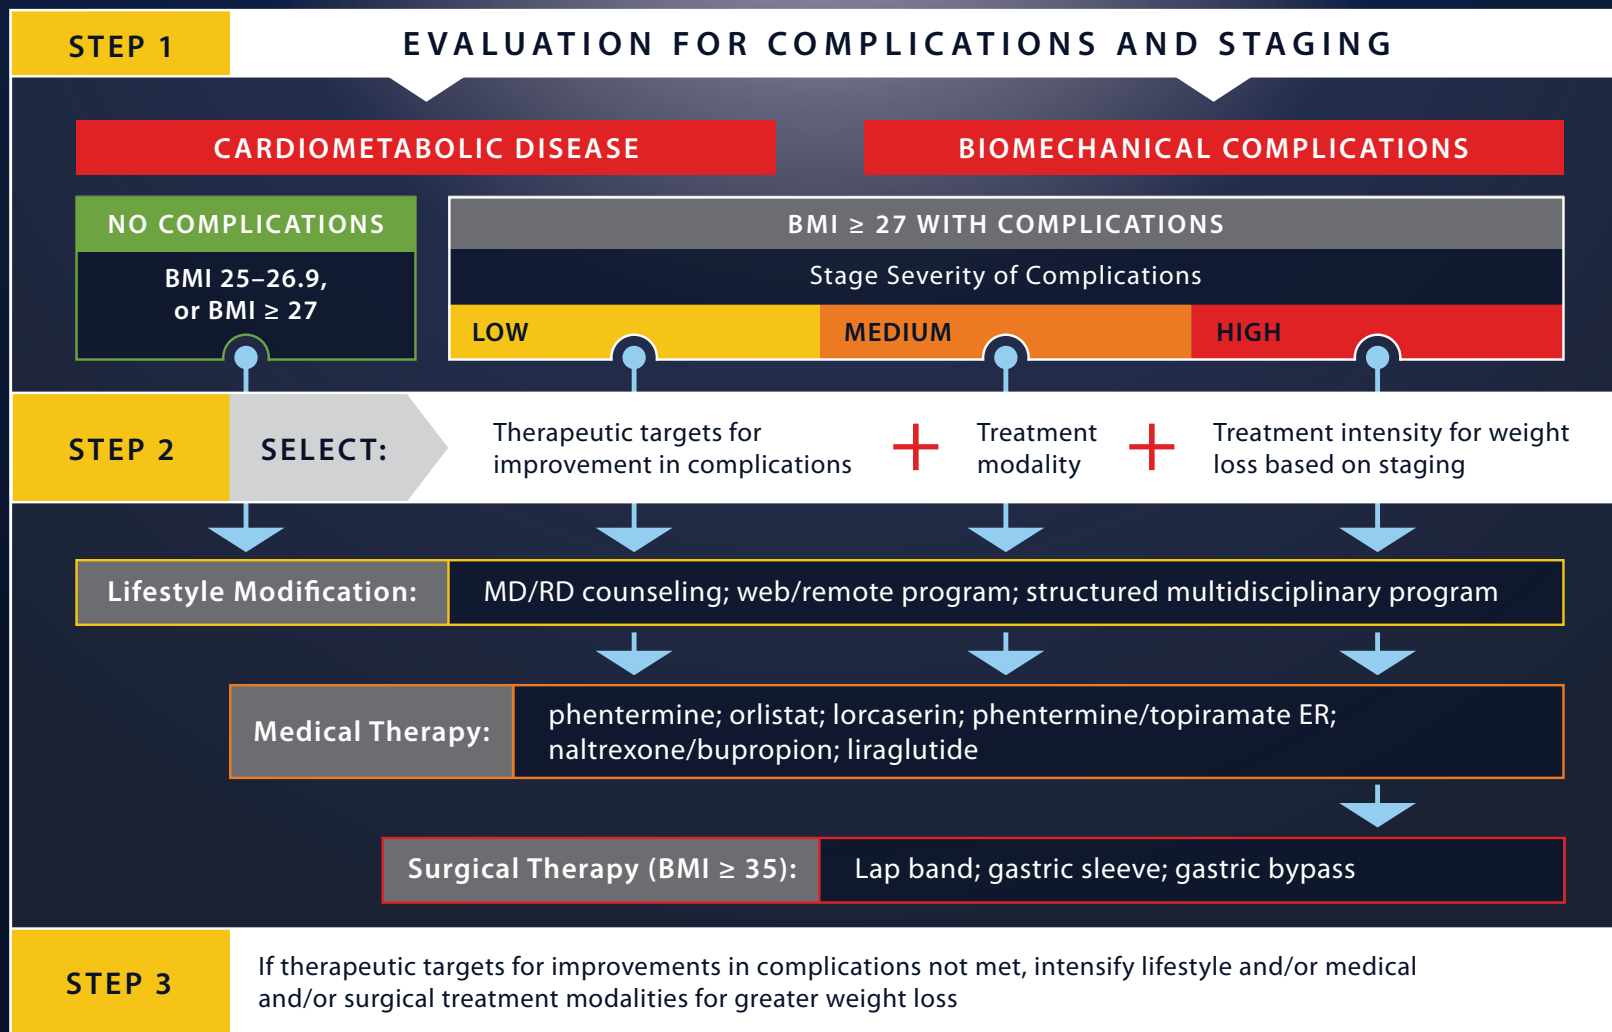 STEP 1
EVALUATION FOR COMPLICATIONS AND STAGING
CARDIOMETABOLIC DISEASE
BIOMECHANICAL COMPLICATIONS
NO COMPLICATIONS
BMI 25–26.9,
or BMI ≥ 27
BMI ≥ 27 WITH COMPLICATIONS
Stage Severity of Complications
LOW
MEDIUM
HIGH
STEP 2
SELECT:
Therapeutic targets for
improvement in complications
+
Treatment
modality
+
Treatment intensity for weight
loss based on staging
Lifestyle Modification:
MD/RD counseling; web/remote program; structured multidisciplinary program
Medical Therapy:
phentermine; orlistat; lorcaserin; phentermine/topiramate ER;
naltrexone/bupropion; liraglutide
Surgical Therapy (BMI ≥ 35):
Lap band; gastric sleeve; gastric bypass
STEP 3
If therapeutic targets for improvements in complications not met, intensify lifestyle and/or medical
and/or surgical treatment modalities for greater weight loss